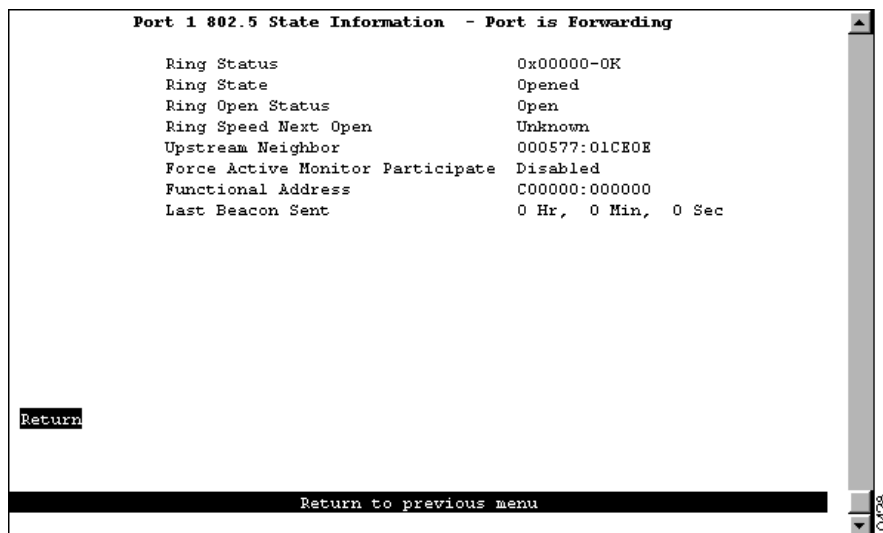 Port 1 802.5 State Information - Port is Forwarding
Ring Status 0x00000-OK
Ring State Opened
Ring Open Status Open
Ring Speed Next Open Unknown
Upstream Neighbor 000577:01CE0E
Force Active Monitor Participate Disabled
Functional Address C00000:000000
Last Beacon Sent 0 Hr, 0 Min, 0 Sec
Return
Return to previous menu